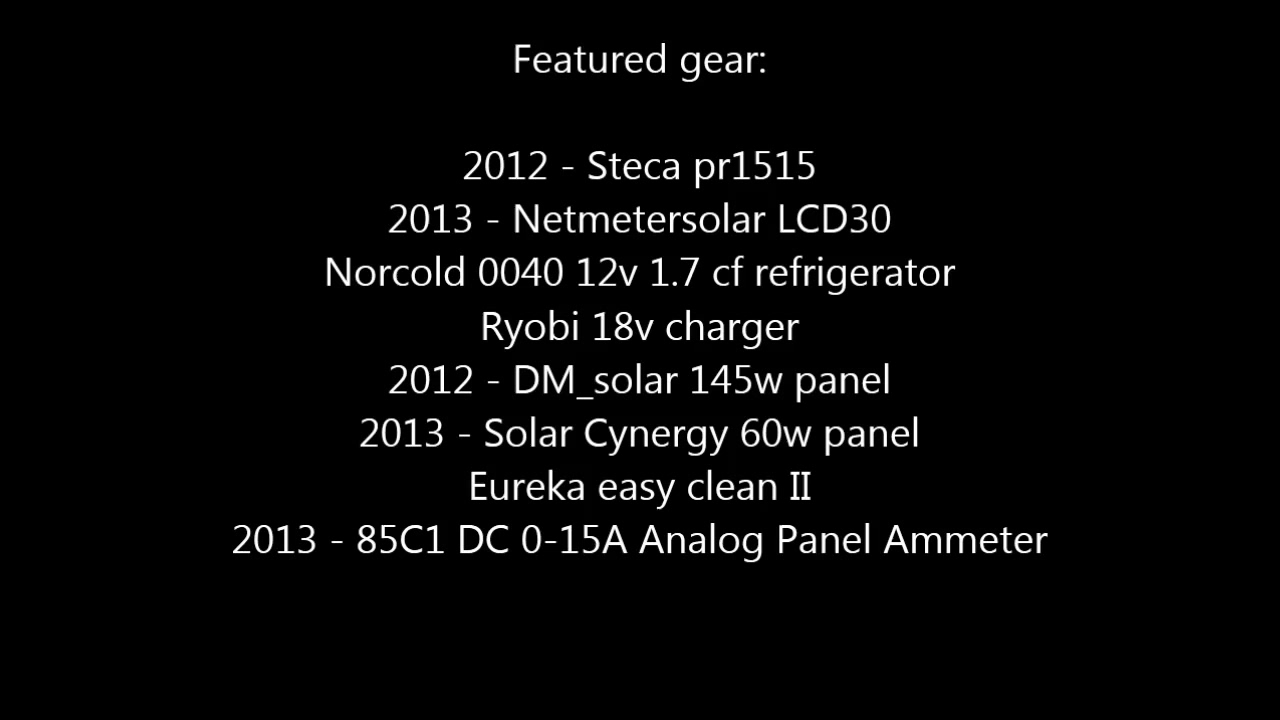 Featured gear:
2012 - Steca pr1515
2013 - Netmetersolar LCD30
Norcold 0040 12v 1.7 cf refrigerator
Ryobi 18v charger
2012 - DM_solar 145w panel
2013 - Solar Cynergy 60w panel
Eureka easy clean II
2013 - 85C1 DC 0-15A Analog Panel Ammeter